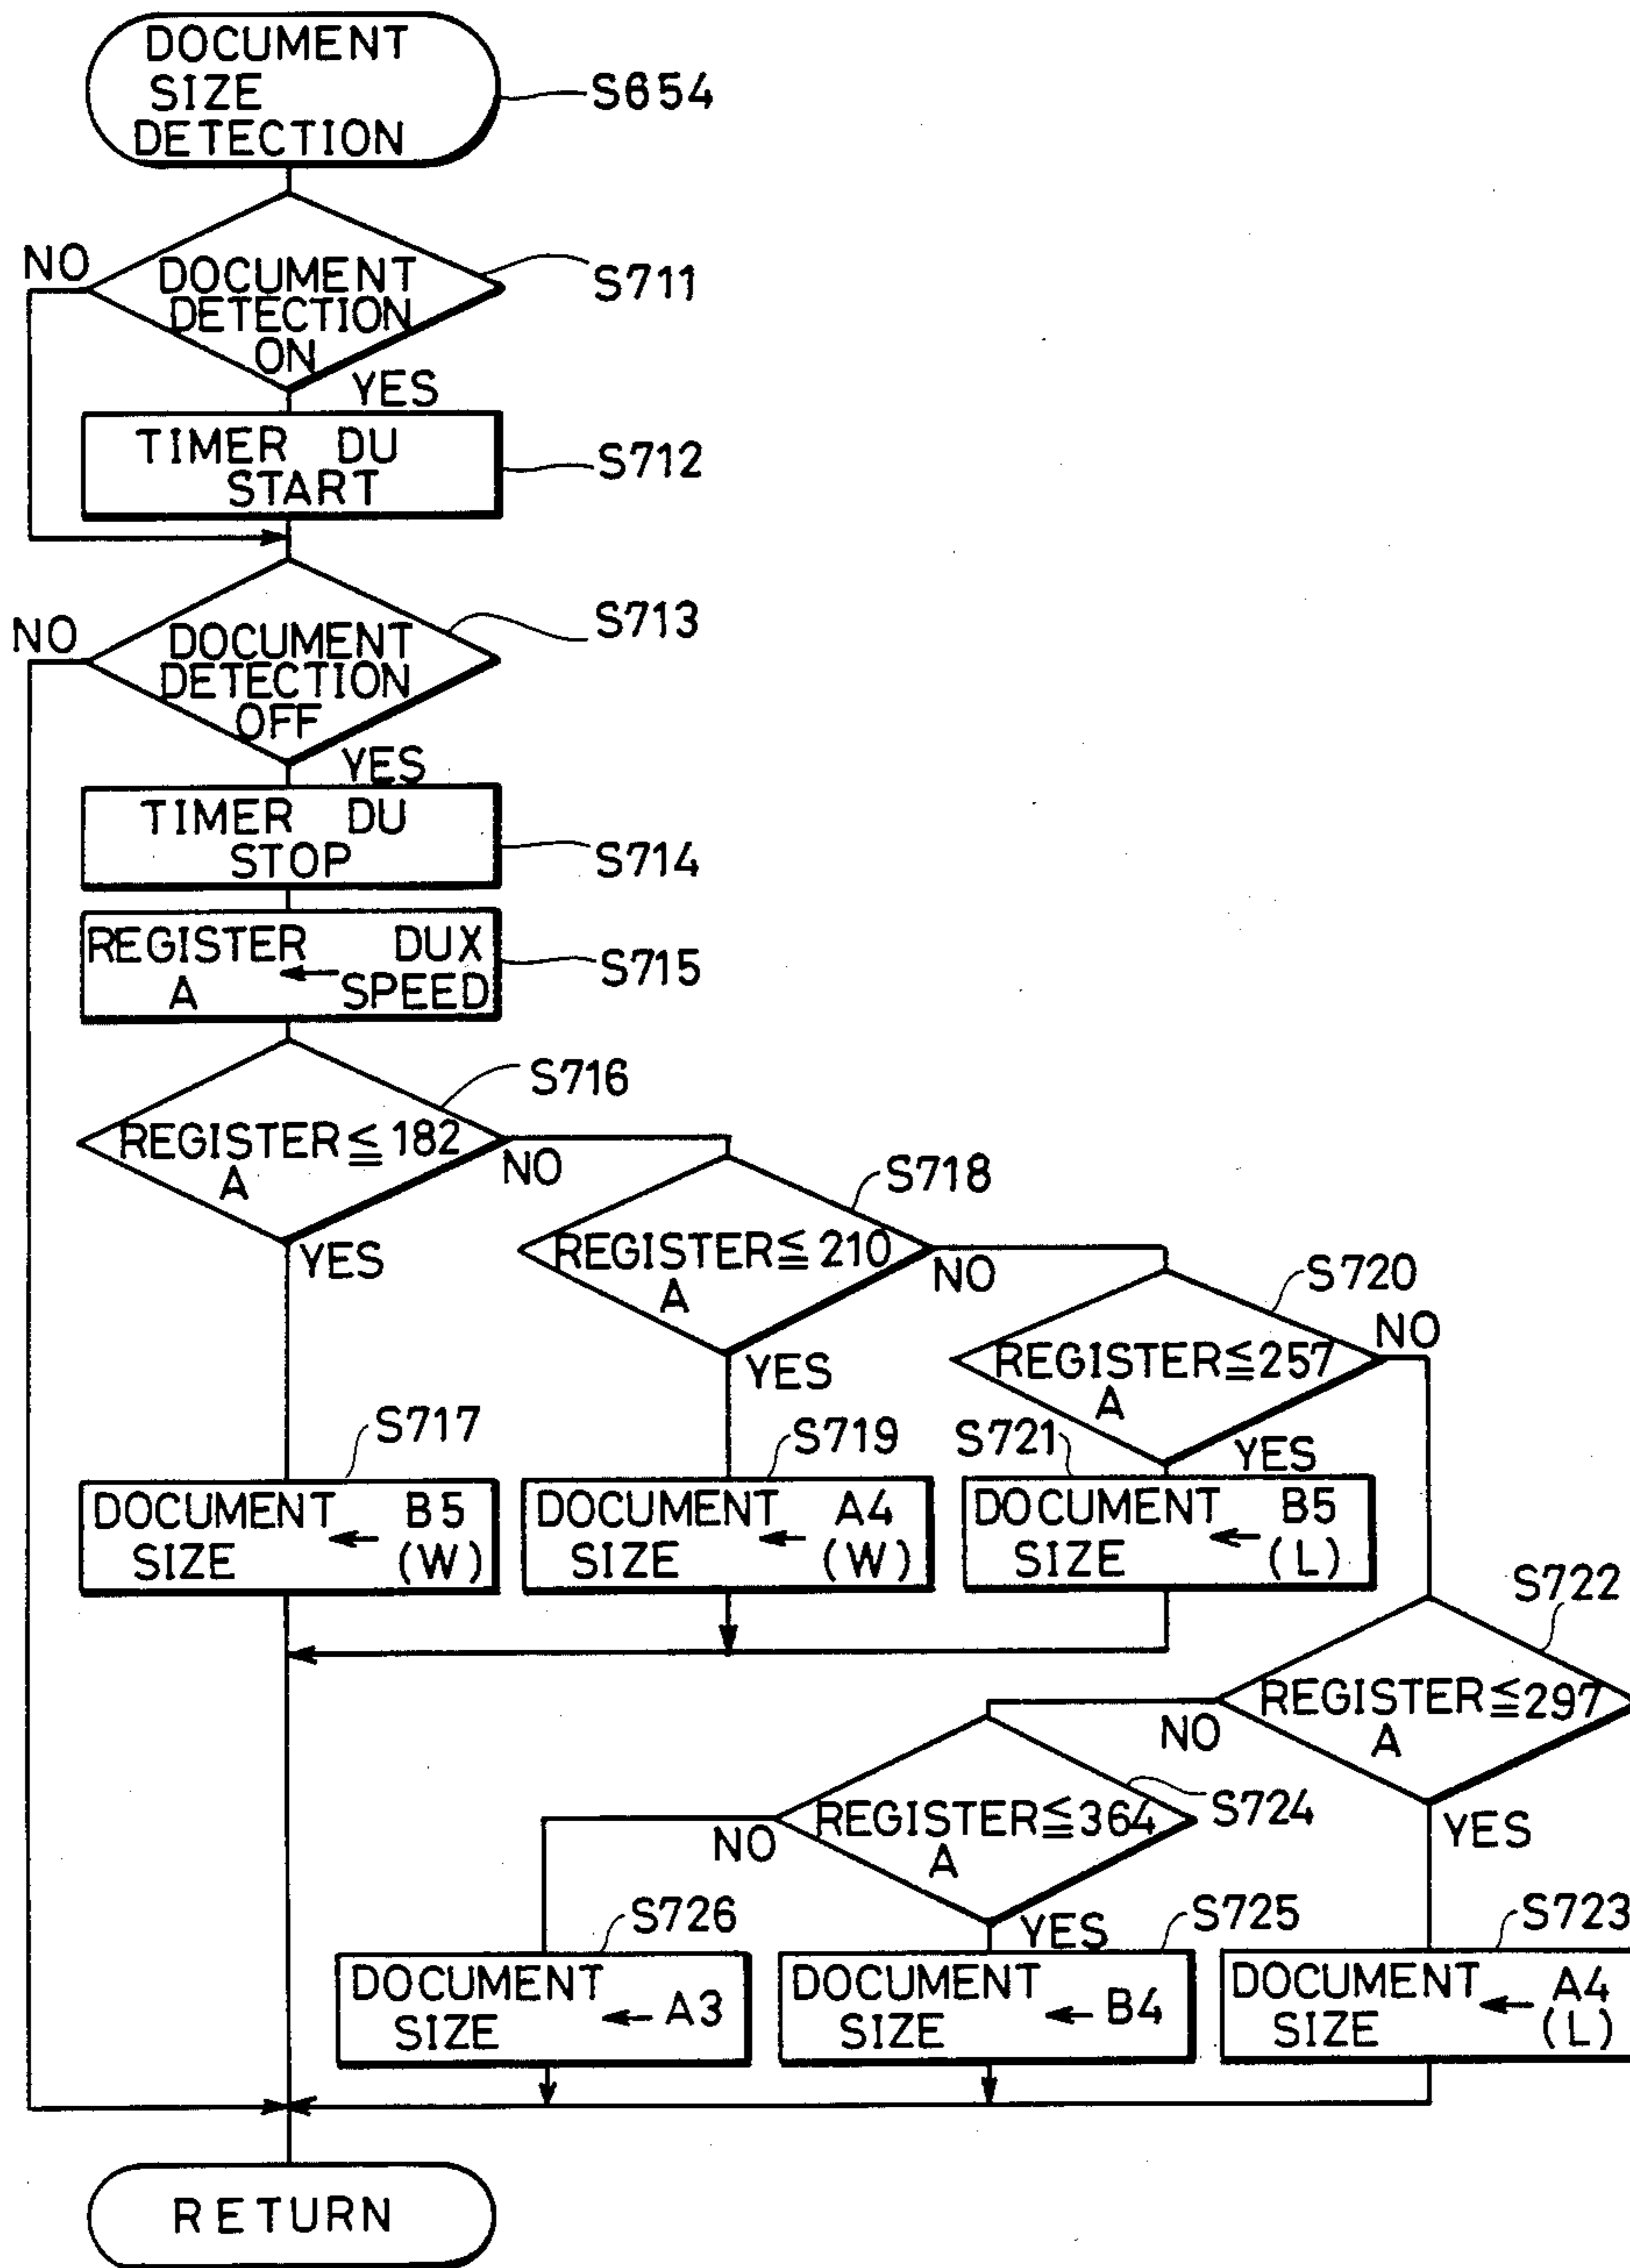 DOCUMENT
SIZE
DETECTION
S654
NO
DOCUMENT
DETECTION
ON
S711
YES
TIMER DU
START
S712
NO
DOCUMENT
DETECTION
OFF
S713
YES
TIMER DU
STOP
S714
REGISTER ← DUX
A SPEED
S715
S716
REGISTER ≦ 182
A
NO
YES
S718
REGISTER ≦ 210
A
NO
YES
S720
REGISTER ≦ 257
A
NO
YES
S717
DOCUMENT ← B5
SIZE (W)
S719
DOCUMENT ← A4
SIZE (W)
S721
DOCUMENT ← B5
SIZE (L)
S722
REGISTER ≦ 297
A
NO
YES
S724
REGISTER ≦ 364
A
NO
YES
S726
DOCUMENT
SIZE ← A3
S725
DOCUMENT
SIZE ← B4
S723
DOCUMENT ← A4
SIZE (L)
RETURN